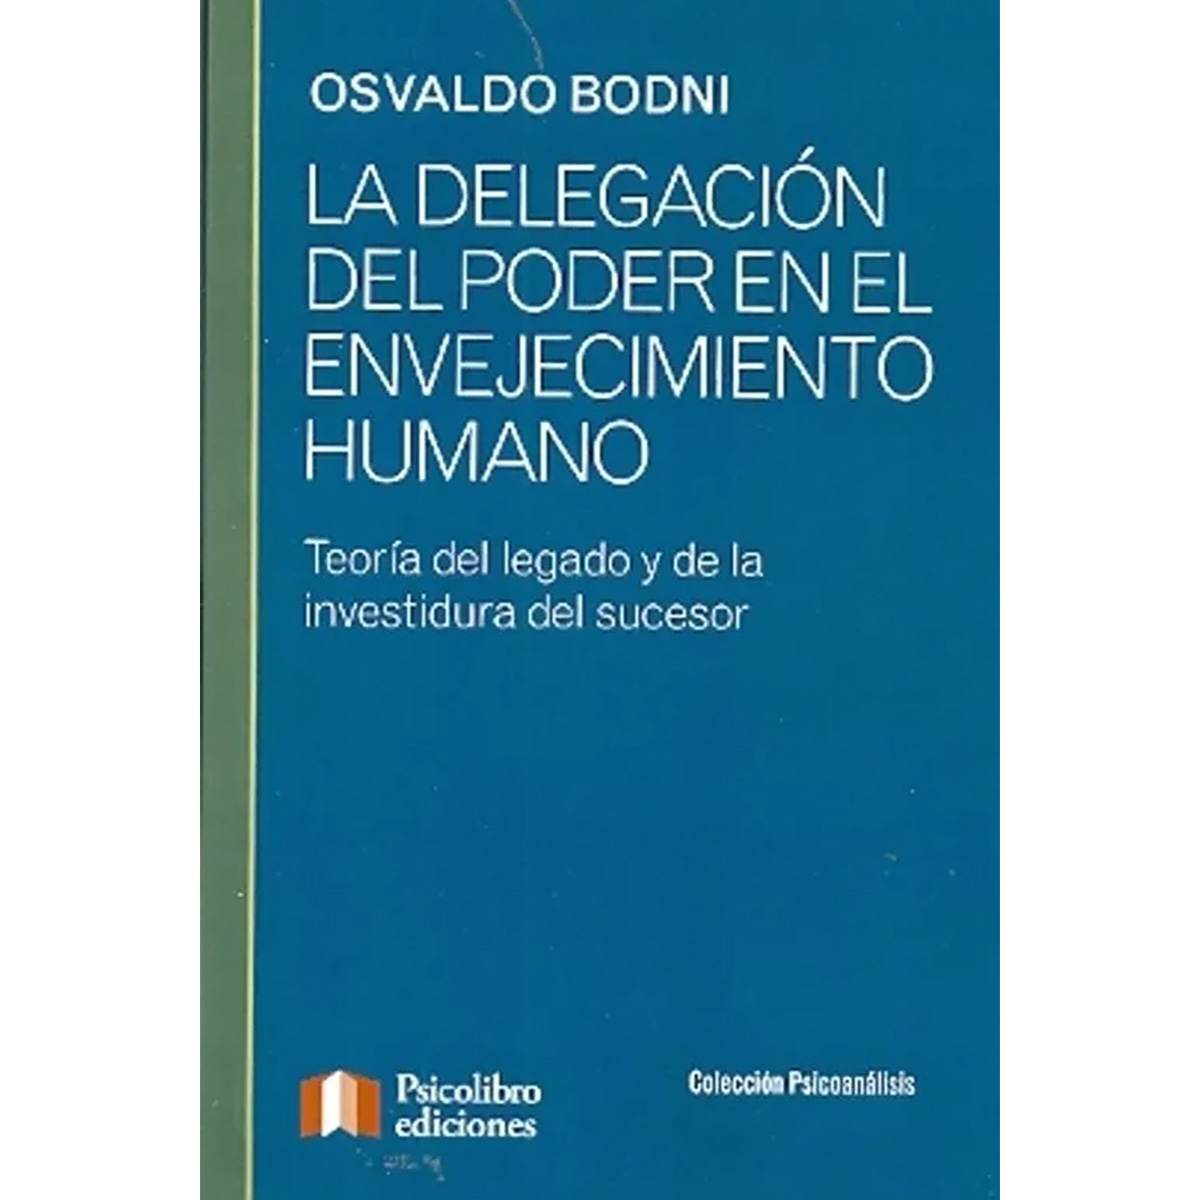 OSVALDO BODNI
LA DELEGACIÓN
DEL PODER EN EL
ENVEJECIMIENTO
HUMANO
Teoría del legado y de la
investidura del sucesor
Psicolibro
ediciones
Colección Psicoanálisis